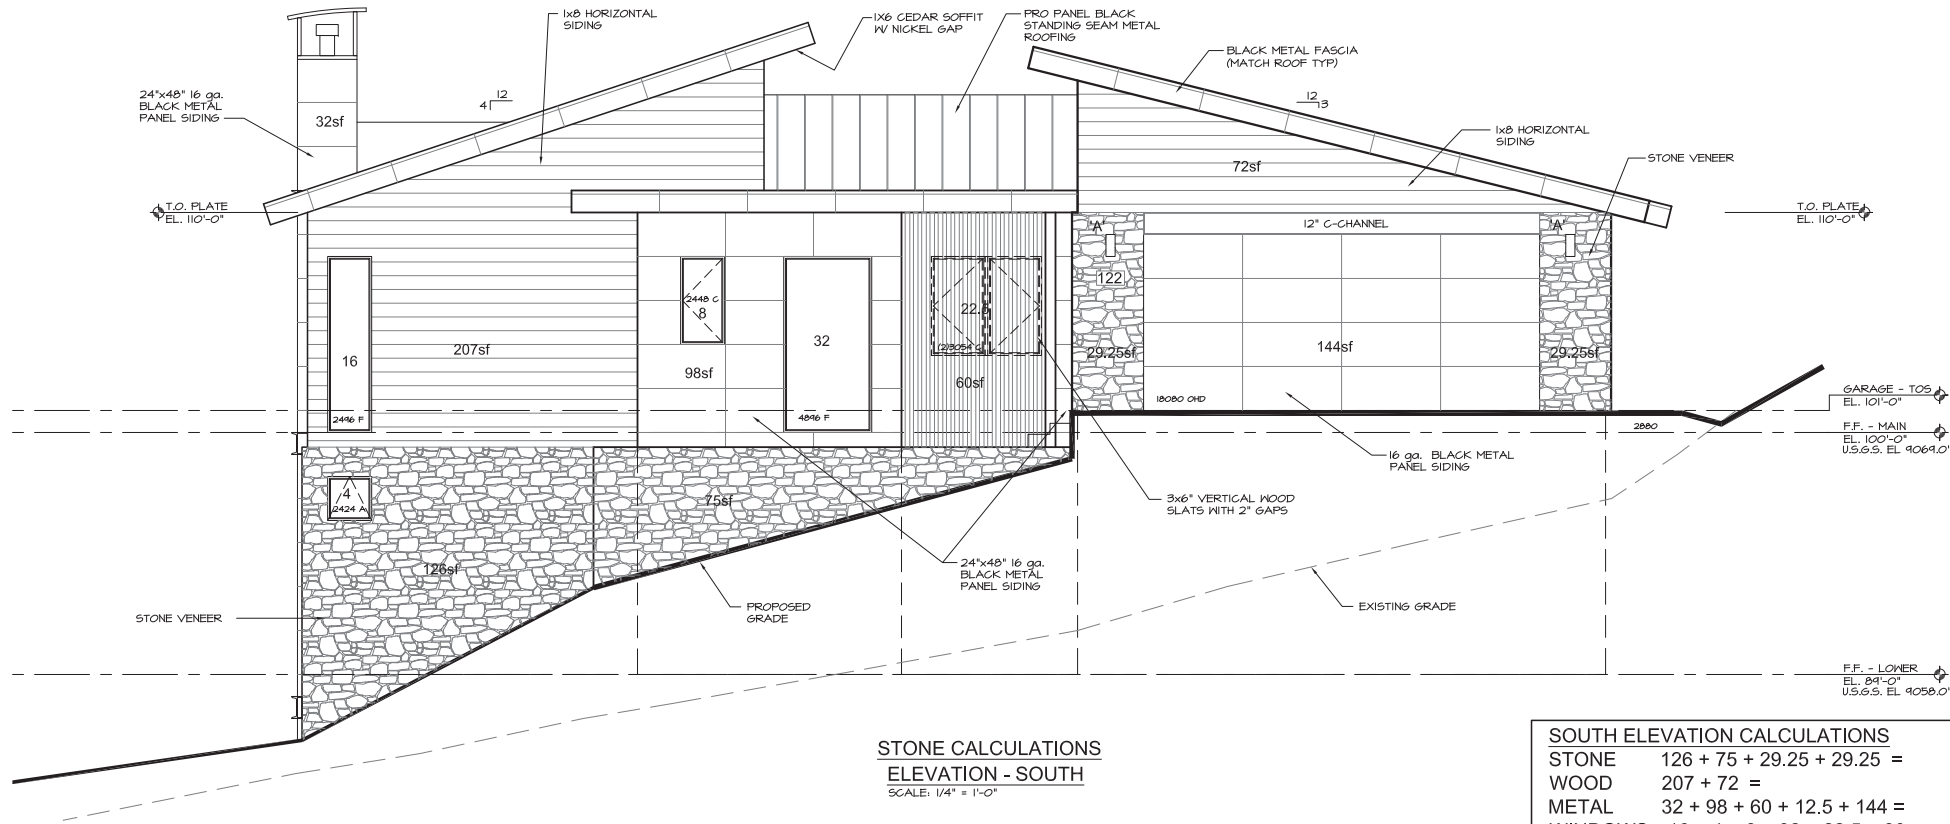 1x8 HORIZONTAL
SIDING
1X6 CEDAR SOFFIT
W/ NICKEL GAP
PRO PANEL BLACK
STANDING SEAM METAL
ROOFING
BLACK METAL FASCIA
(MATCH ROOF TYP)
24"x48" 16 ga.
BLACK METAL
PANEL SIDING
32sf
12
4
12
3
1x8 HORIZONTAL
SIDING
STONE VENEER
72sf
T.O. PLATE
EL. 110'-0"
T.O. PLATE
EL. 110'-0"
'A'
12" C-CHANNEL
'A'
122
2448 C
8
22.5
(2)3054 C
32
16
207sf
98sf
60sf
29.25sf
144sf
29.25sf
2496 F
4896 F
18080 OHD
GARAGE - TOS
EL. 101'-0"
2880
F.F. - MAIN
EL. 100'-0"
U.S.G.S. EL 9069.0'
16 ga. BLACK METAL
PANEL SIDING
4
2424 A
75sf
3x6" VERTICAL WOOD
SLATS WITH 2" GAPS
126sf
24"x48" 16 ga.
BLACK METAL
PANEL SIDING
STONE VENEER
PROPOSED
GRADE
EXISTING GRADE
F.F. - LOWER
EL. 89'-0"
U.S.G.S. EL 9058.0'
STONE CALCULATIONS
ELEVATION - SOUTH
SCALE: 1/4" = 1'-0"
SOUTH ELEVATION CALCULATIONS
STONE 126 + 75 + 29.25 + 29.25 =
WOOD 207 + 72 =
METAL 32 + 98 + 60 + 12.5 + 144 =